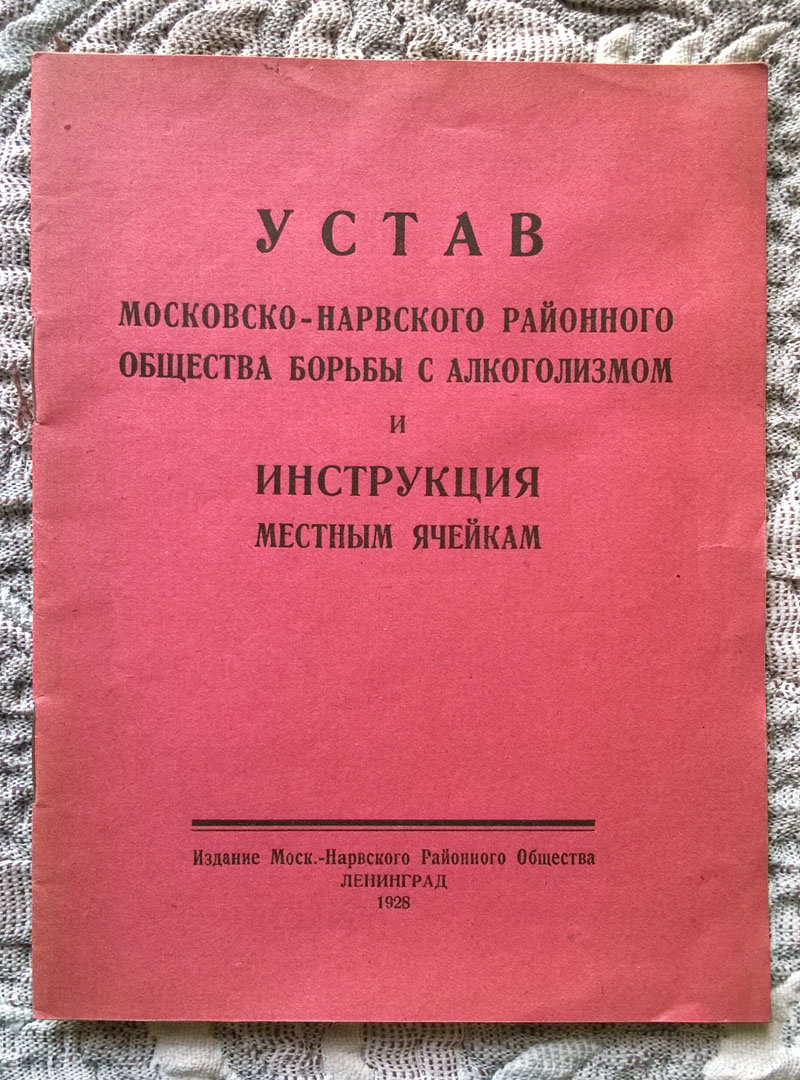 УСТАВ
МОСКОВСКО-НАРВСКОГО РАЙОННОГО
ОБЩЕСТВА БОРЬБЫ С АЛКОГОЛИЗМОМ
И
ИНСТРУКЦИЯ
МЕСТНЫМ ЯЧЕЙКАМ
Издание Моск.-Нарвского Районного Общества
ЛЕНИНГРАД
1928